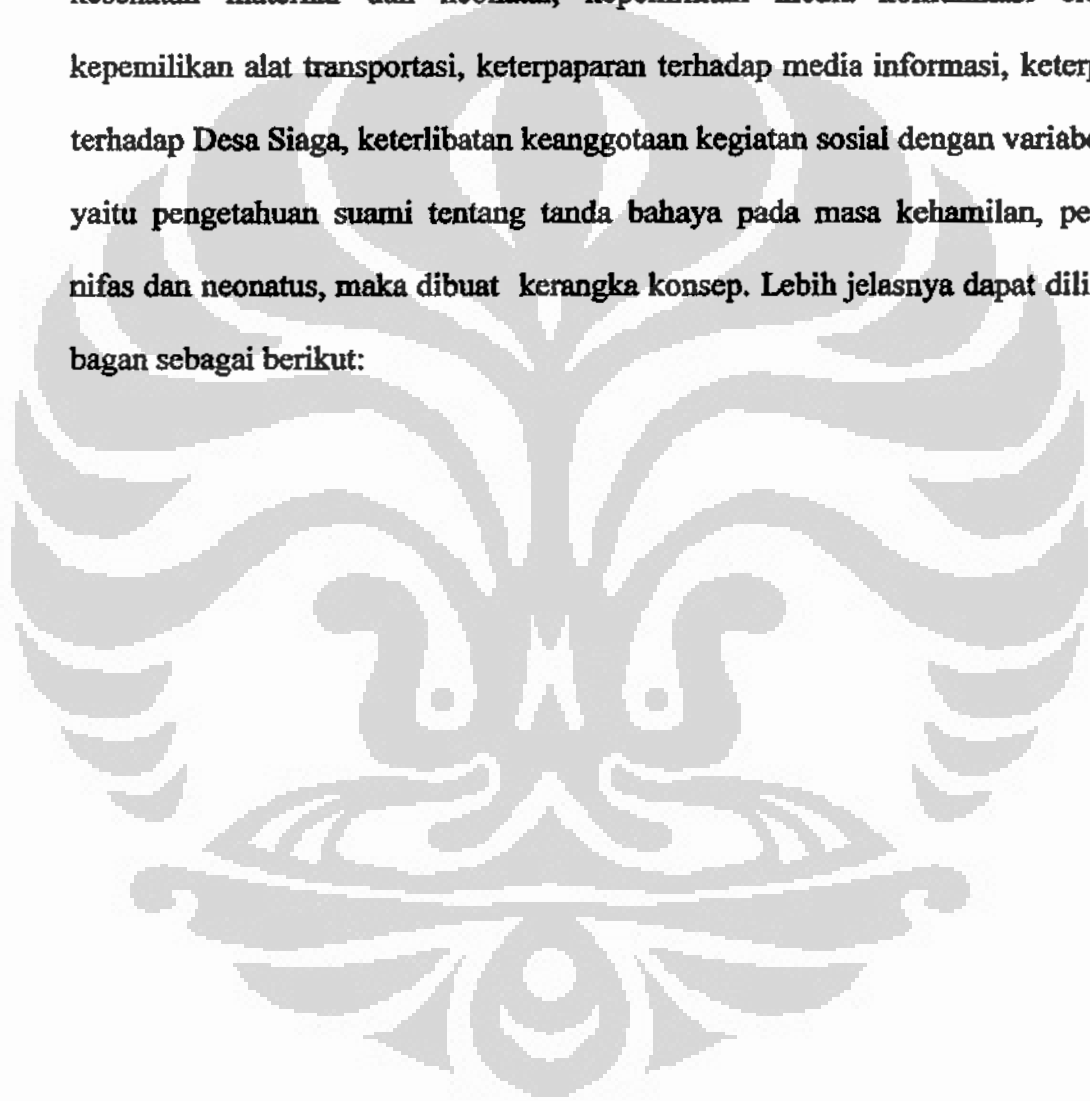 kepemilikan alat transportasi, keterpaparan terhadap media informasi,
terhadap Desa Siaga, keterlibatan keanggotaan kegiatan sosial dengan
yaitu pengetahuan suami tentang tanda bahaya pada masa kehamilan,
nifas dan neonatus, maka dibuat kerangka konsep. Lebih jelasnya dapat
bagan sebagai berikut: